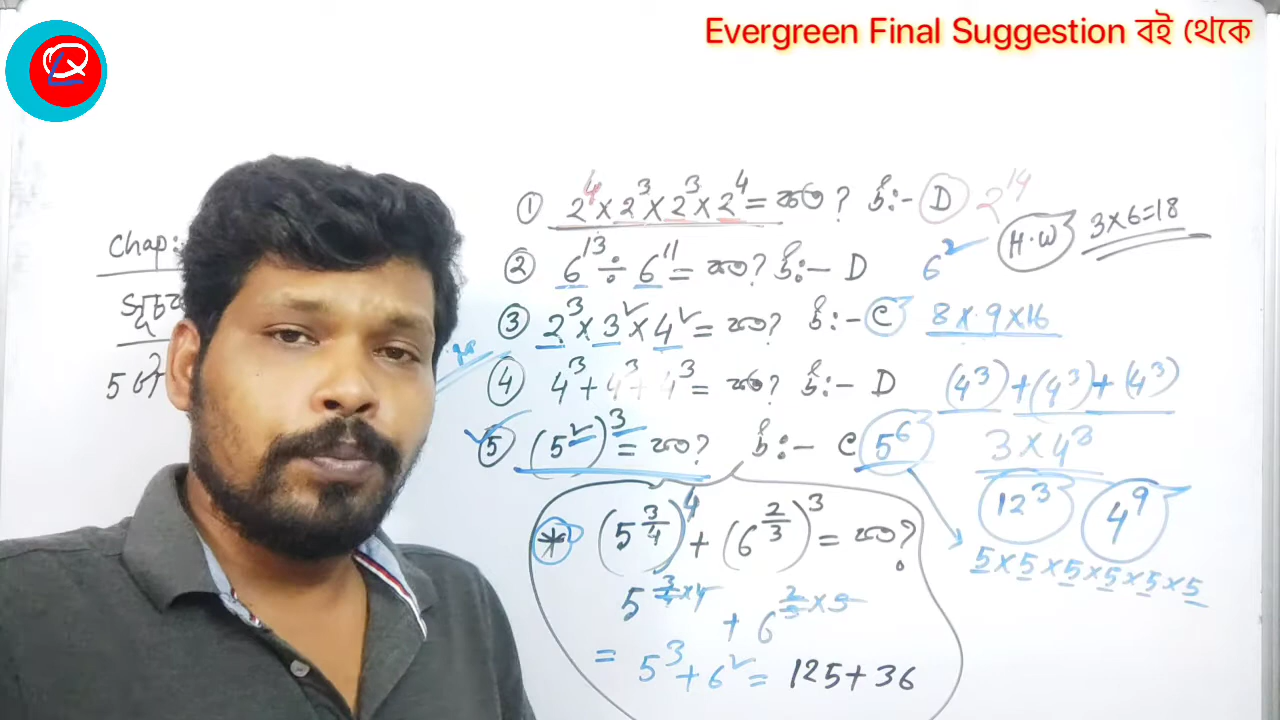 Evergreen Final Suggestion বই থেকে
Chap:
সূচক
5
① 2⁴ × 2³ × 2³ × 2⁴ = কত? উঃ- D 2¹⁴
H.W 3×6=18
② 6¹³ ÷ 6¹¹ = কত? উঃ- D 6²
③ 2³ × 3² × 4² = কত? উঃ- C 8×9×16
④ 4³ + 4³ + 4³ = কত? উঃ- D (4³)+(4³)+(4³)
⑤ (5²)³ = কত? উঃ- C 5⁶ 3×4³
12³ 4⁹
* (5^(3/4))⁴ + (6^(2/3))³ = কত?
5×5×5×5×5×5
5^(3/4×4) + 6^(2/3×3)
= 5³+6² = 125+36